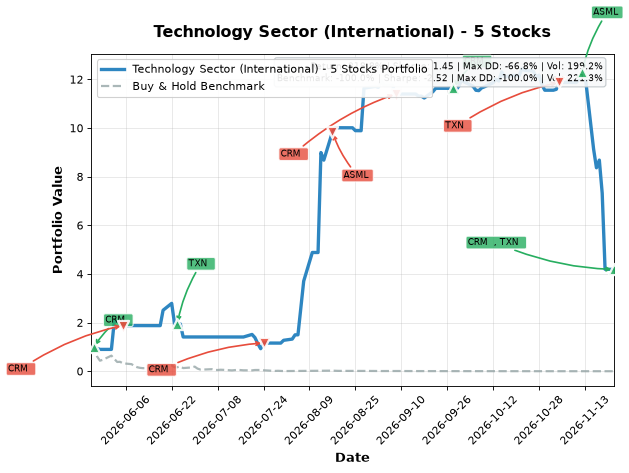 ASML
Technology Sector (International) - 5 Stocks
Technology Sector (International) - 5 Stocks Portfolio
Buy & Hold Benchmark
1.45 | Max DD: -66.8% | Vol: 199.2%
2.52 | Max DD: -100.0% | Vol: 221.3%
12
10
8
6
4
2
0
Portfolio Value
TXN
CRM
ASML
CRM , TXN
TXN
CRM
CRM
CRM
2026-06-06
2026-06-22
2026-07-08
2026-07-24
2026-08-09
2026-08-25
2026-09-10
2026-09-26
2026-10-12
2026-10-28
2026-11-13
Date